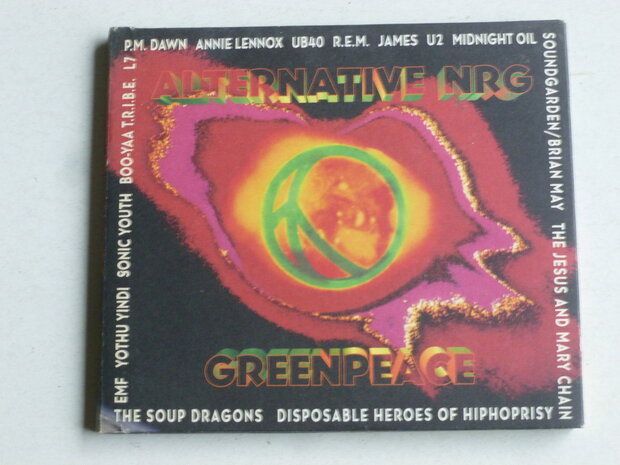 P.M. DAWN ANNIE LENNOX UB40 R.E.M. JAMES U2 MIDNIGHT OIL
SOUNDGARDEN/BRIAN MAY THE JESUS AND MARY CHAIN
ALTERNATIVE NRG
GREENPEACE
EMF YOTHU YINDI SONIC YOUTH BOO-YAA T.R.I.B.E. L7
THE SOUP DRAGONS DISPOSABLE HEROES OF HIPHOPRISY